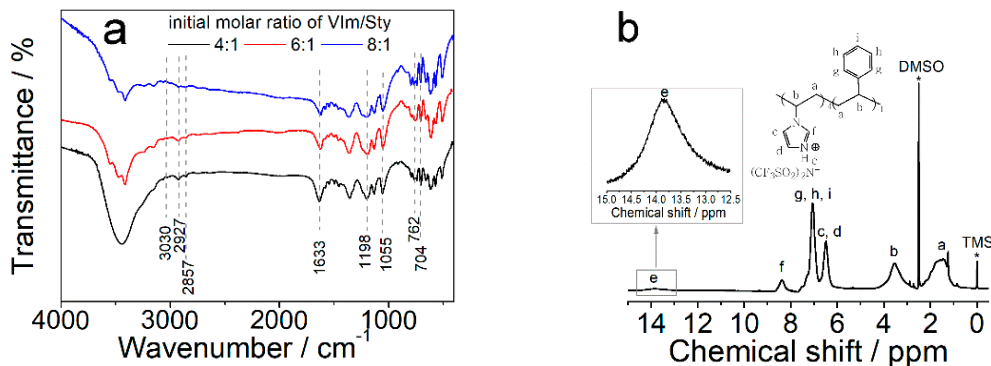 a
initial molar ratio of VIm/Sty
4:1 6:1 8:1
Transmittance / %
3030
2927
2857
1633
1198
1055
762
704
4000 3000 2000 1000
Wavenumber / cm⁻¹
b
e
15.0 14.5 14.0 13.5 13.0 12.5
Chemical shift / ppm
i
h h
g g
b a
a b
c f
d
N
N
H e
⊕
(CF₃SO₂)₂N⁻
DMSO
*
g, h, i
c, d
f
b
a
TMS
*
e
14 12 10 8 6 4 2 0
Chemical shift / ppm